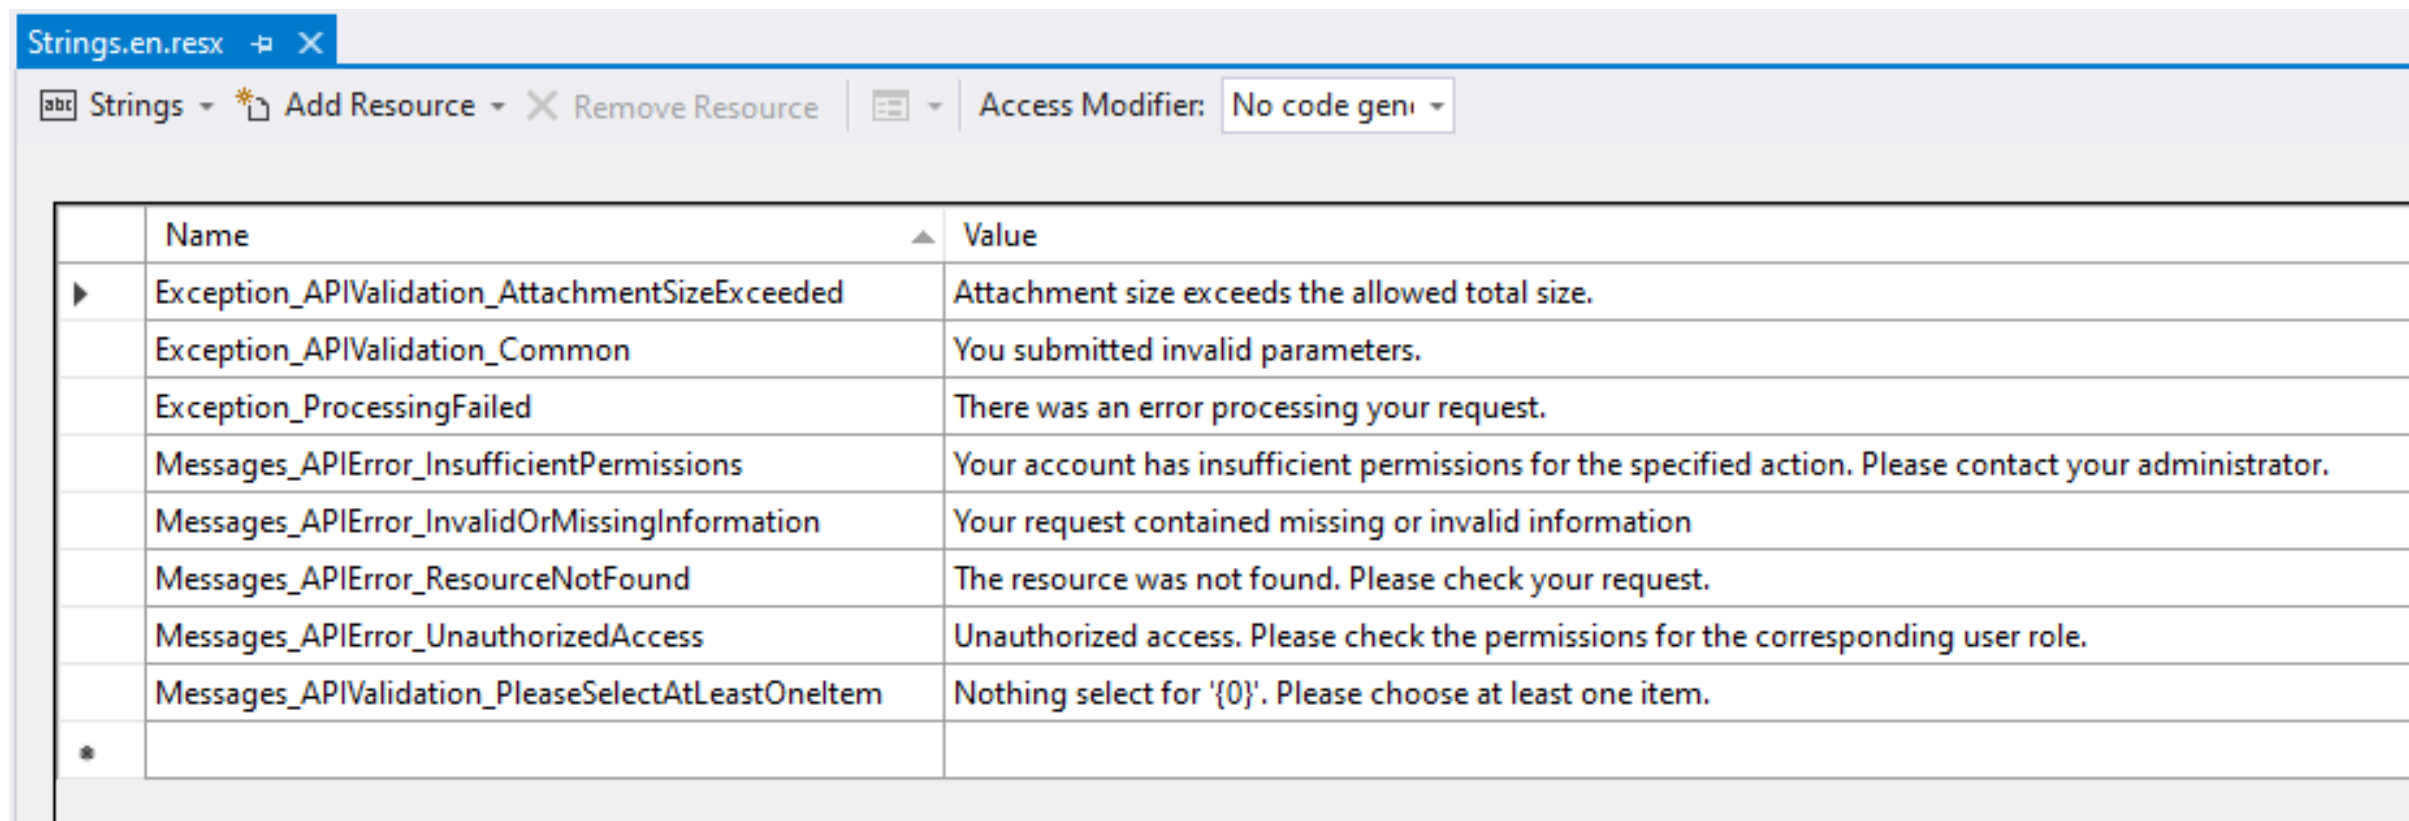 Strings.en.resx
abc Strings Add Resource Remove Resource Access Modifier: No code gen
Name Value
Exception_APIValidation_AttachmentSizeExceeded Attachment size exceeds the allowed total size.
Exception_APIValidation_Common You submitted invalid parameters.
Exception_ProcessingFailed There was an error processing your request.
Messages_APIError_InsufficientPermissions Your account has insufficient permissions for the specified action. Please contact your administrator.
Messages_APIError_InvalidOrMissingInformation Your request contained missing or invalid information
Messages_APIError_ResourceNotFound The resource was not found. Please check your request.
Messages_APIError_UnauthorizedAccess Unauthorized access. Please check the permissions for the corresponding user role.
Messages_APIValidation_PleaseSelectAtLeastOneItem Nothing select for '{0}'. Please choose at least one item.